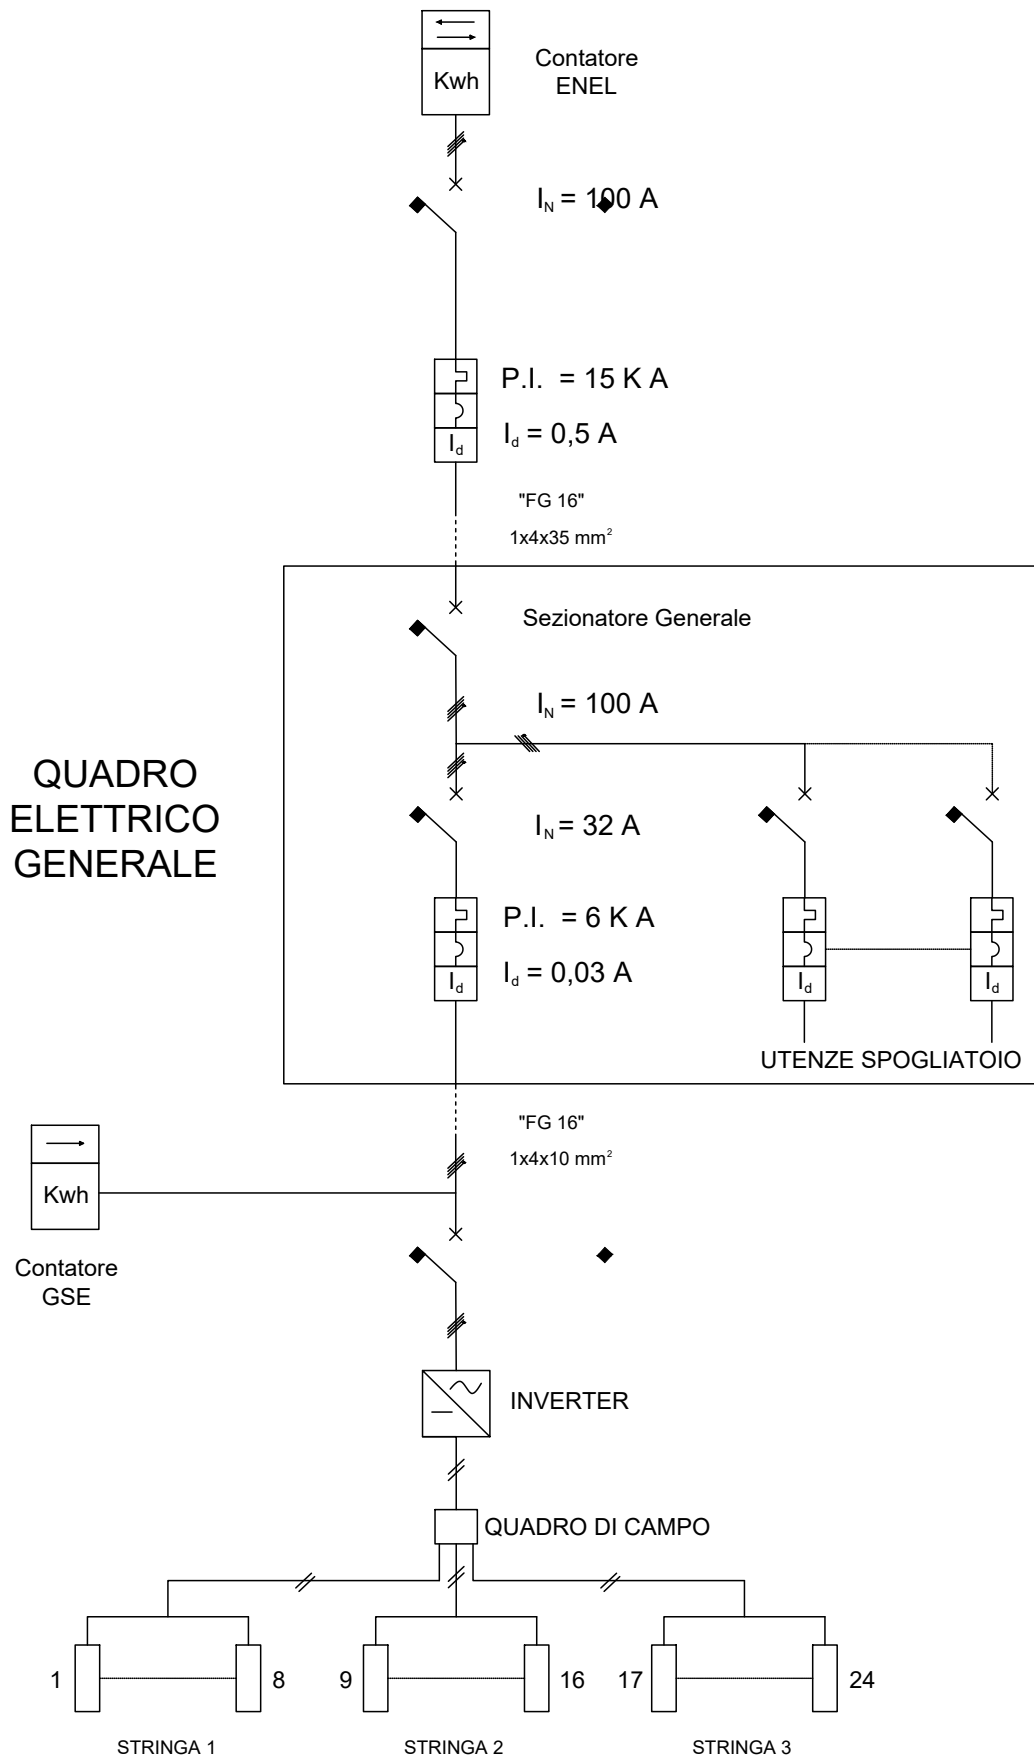 Kwh
Contatore
ENEL
I_N = 100 A
P.I. = 15 K A
I_d = 0,5 A
I_d
"FG 16"
1x4x35 mm²
Sezionatore Generale
I_N = 100 A
QUADRO
ELETTRICO
GENERALE
I_N = 32 A
P.I. = 6 K A
I_d = 0,03 A
I_d
I_d
I_d
UTENZE SPOGLIATOIO
"FG 16"
1x4x10 mm²
Kwh
Contatore
GSE
INVERTER
QUADRO DI CAMPO
1 8 9 16 17 24
STRINGA 1 STRINGA 2 STRINGA 3